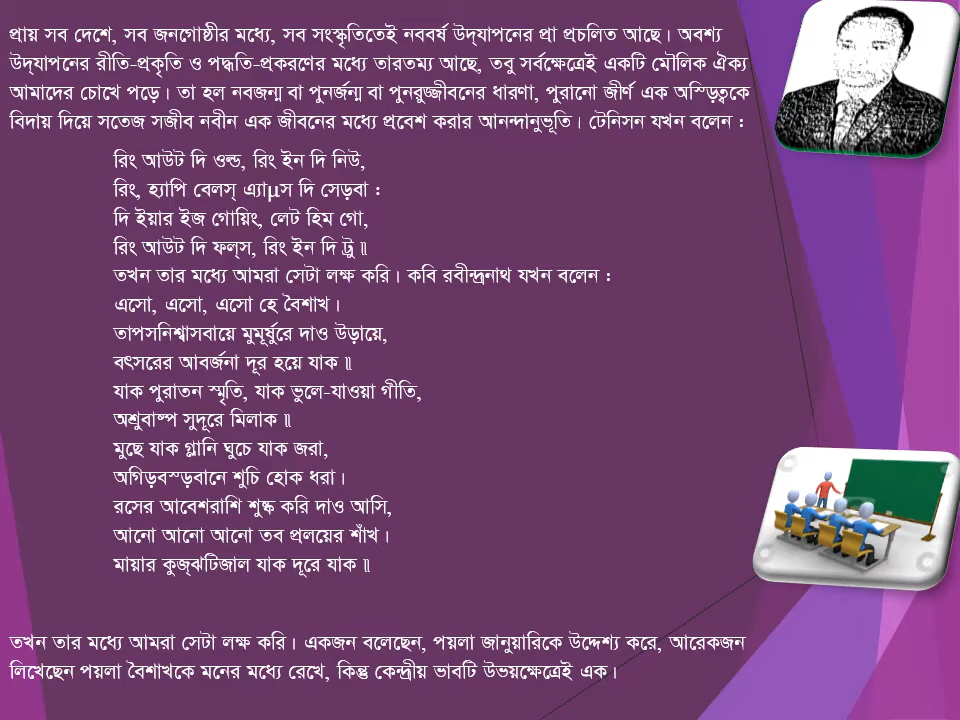 প্রায় সব দেশে, সব জনগোষ্ঠীর মধ্যে, সব সংস্কৃতিতেই নববর্ষ উদ্‌যাপনের প্রা প্রচলিত আছে। অবশ্য
উদ্‌যাপনের রীতি-প্রকৃতি ও পদ্ধতি-প্রকরণের মধ্যে তারতম্য আছে, তবু সর্বক্ষেত্রেই একটি মৌলিক ঐক্য
আমাদের চোখে পড়ে। তা হল নবজন্ম বা পুনর্জন্ম বা পুনরুজ্জীবনের ধারণা, পুরানো জীর্ণ এক অস্ড়িত্বকে
বিদায় দিয়ে সতেজ সজীব নবীন এক জীবনের মধ্যে প্রবেশ করার আনন্দানুভূতি। টেনিসন যখন বলেন :
রিং আউট দি ওল্ড, রিং ইন দি নিউ,
রিং, হ্যাপি বেলস্ এ্যাµস দি সেড়বা :
দি ইয়ার ইজ গোয়িং, লেট হিম গো,
রিং আউট দি ফল্‌স, রিং ইন দি ট্রু ॥
তখন তার মধ্যে আমরা সেটা লক্ষ করি। কবি রবীন্দ্রনাথ যখন বলেন :
এসো, এসো, এসো হে বৈশাখ।
তাপসনিশ্বাসবায়ে মুমূর্ষুরে দাও উড়ায়ে,
বৎসরের আবর্জনা দূর হয়ে যাক ॥
যাক পুরাতন স্মৃতি, যাক ভুলে-যাওয়া গীতি,
অশ্রুবাষ্প সুদূরে মিলাক ॥
মুছে যাক গ্লানি ঘুচে যাক জরা,
অগিড়বস্ড়বানে শুচি হোক ধরা।
রসের আবেশরাশি শুষ্ক করি দাও আসি,
আনো আনো আনো তব প্রলয়ের শাঁখ।
মায়ার কুজ্‌ঝটিজাল যাক দূরে যাক ॥
তখন তার মধ্যে আমরা সেটা লক্ষ করি। একজন বলেছেন, পয়লা জানুয়ারিকে উদ্দেশ্য করে, আরেকজন
লিখেছেন পয়লা বৈশাখকে মনের মধ্যে রেখে, কিন্তু কেন্দ্রীয় ভাবটি উভয়ক্ষেত্রেই এক।